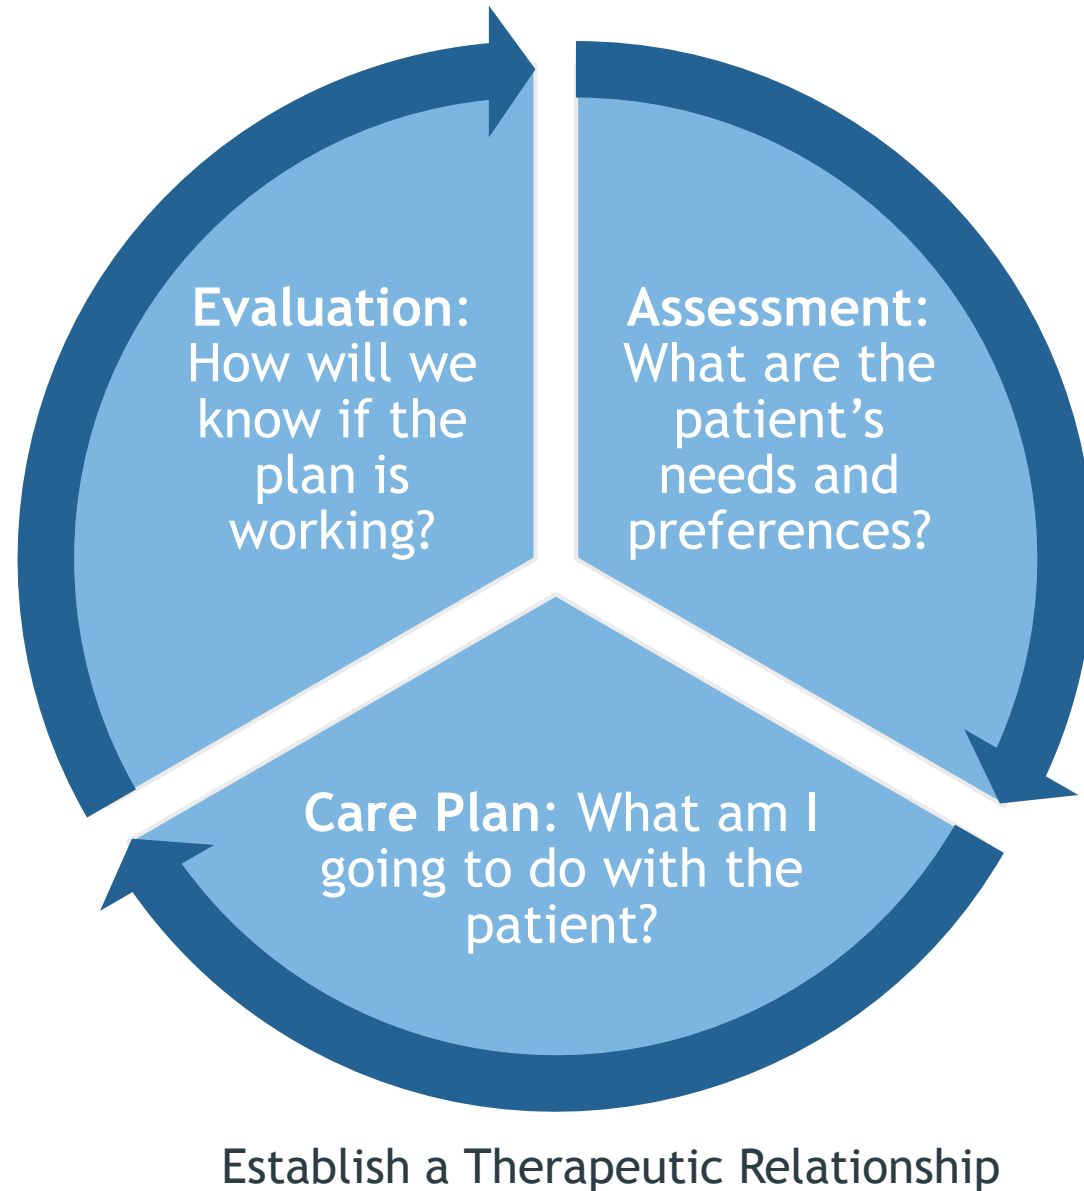 Evaluation:
How will we
know if the
plan is
working?
Assessment:
What are the
patient’s
needs and
preferences?
Care Plan: What am I
going to do with the
patient?
Establish a Therapeutic Relationship